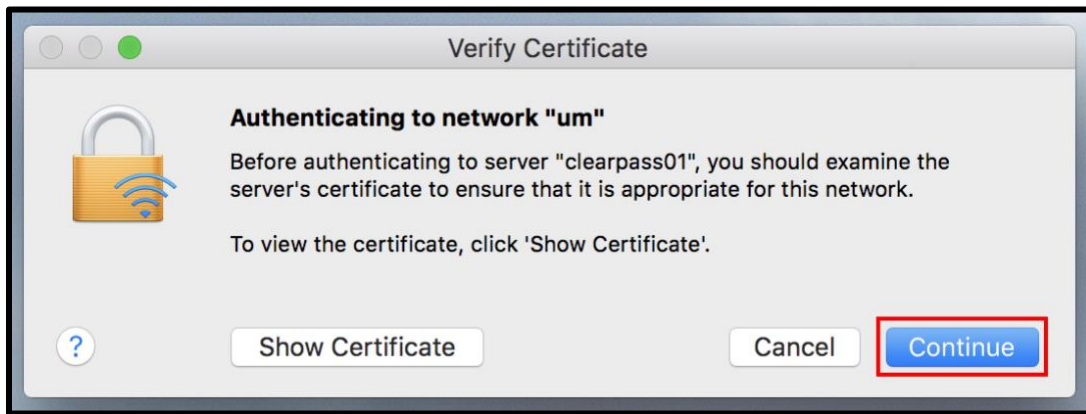 Verify Certificate
Authenticating to network "um"
Before authenticating to server "clearpass01", you should examine the
server's certificate to ensure that it is appropriate for this network.
To view the certificate, click 'Show Certificate'.
?
Show Certificate
Cancel
Continue